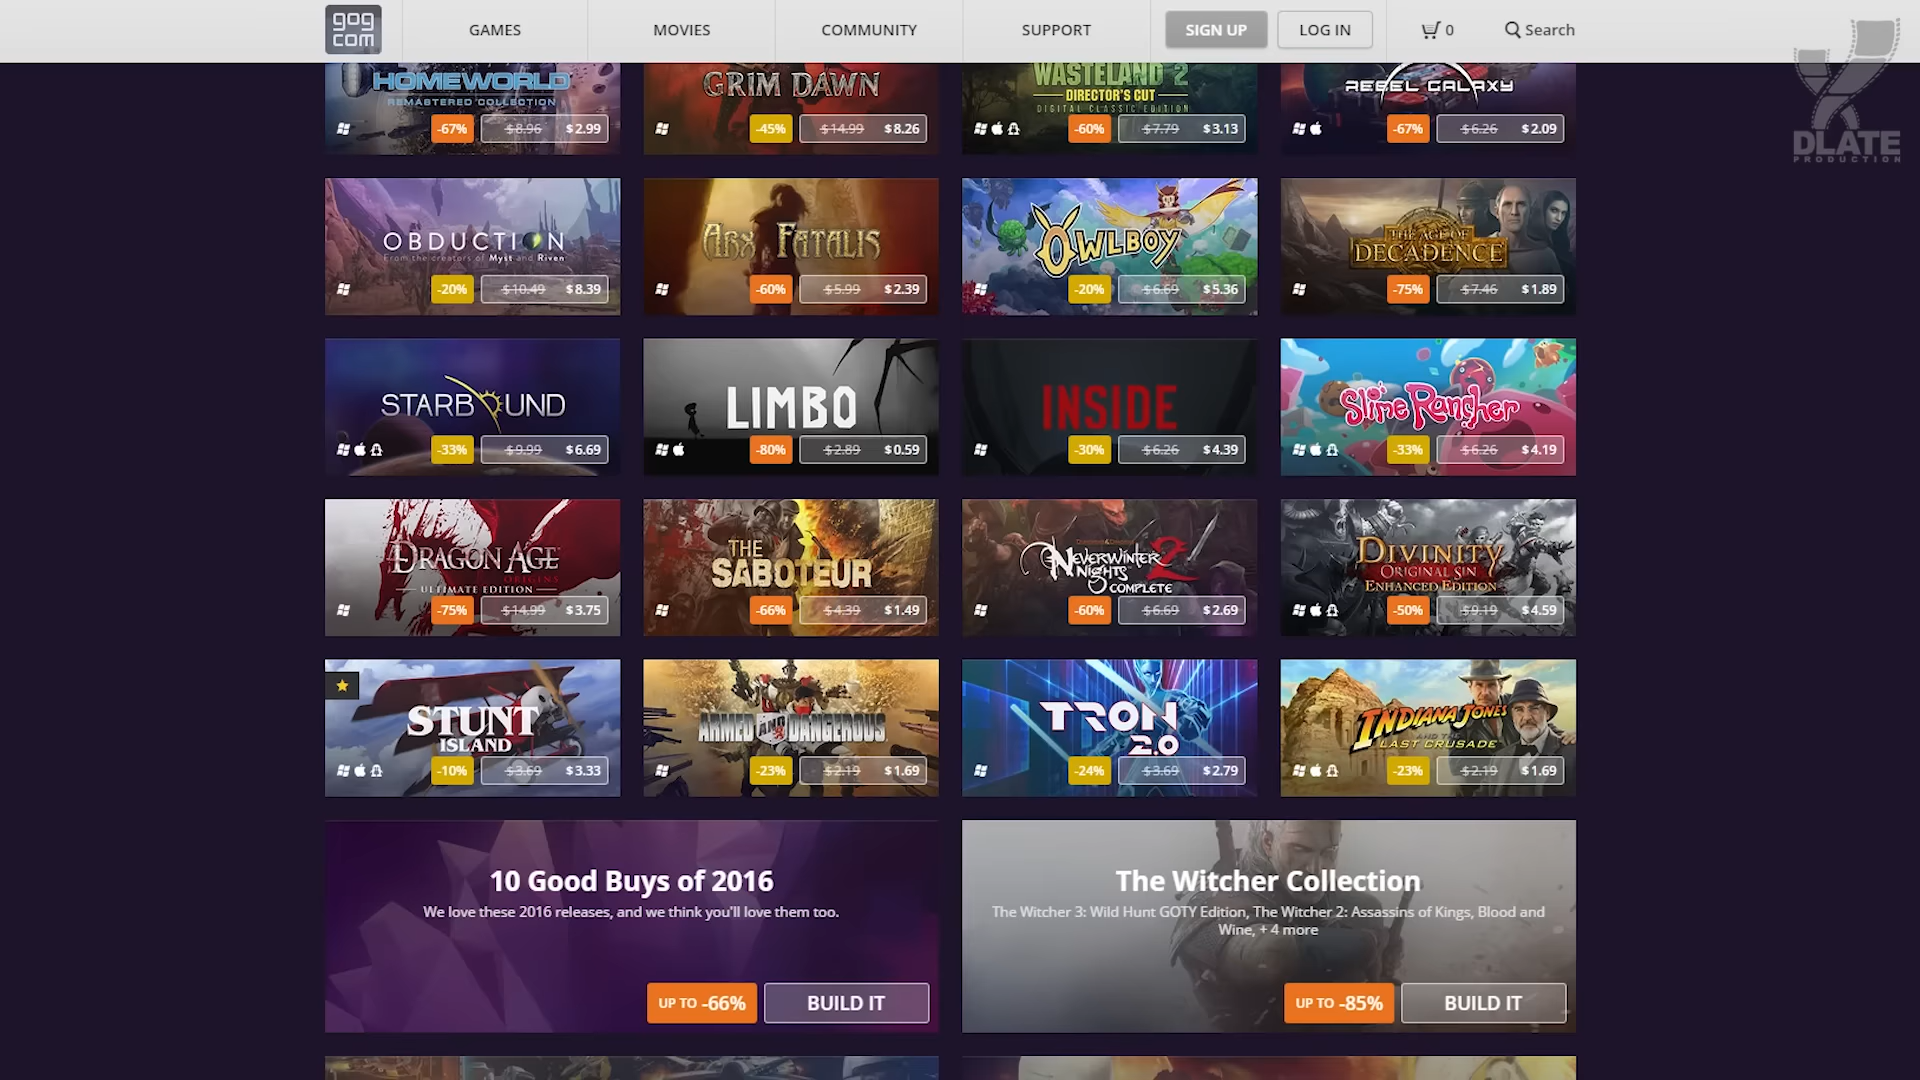 gog com
GAMES
MOVIES
COMMUNITY
SUPPORT
SIGN UP
LOG IN
0
Search
DLATE
PRODUCTION
HOMEWORLD
REMASTERED COLLECTION
-67% $8.96 $2.99
GRIM DAWN
-45% $14.99 $8.26
WASTELAND 2
DIRECTOR'S CUT
DIGITAL CLASSIC EDITION
-60% $7.79 $3.13
REBEL GALAXY
-67% $6.26 $2.09
OBDUCTION
From the creators of Myst and Riven
-20% $10.49 $8.39
ARX FATALIS
-60% $5.99 $2.39
OWLBOY
-20% $6.69 $5.36
THE AGE OF
DECADENCE
-75% $7.46 $1.89
STARBOUND
-33% $9.99 $6.69
LIMBO
-80% $2.89 $0.59
INSIDE
-30% $6.26 $4.39
Slime Rancher
-33% $6.26 $4.19
DRAGON AGE
ORIGINS
ULTIMATE EDITION
-75% $14.99 $3.75
THE
SABOTEUR
-66% $4.39 $1.49
NEVERWINTER
NIGHTS 2
COMPLETE
-60% $6.69 $2.69
DIVINITY
ORIGINAL SIN
ENHANCED EDITION
-50% $9.19 $4.59
STUNT
ISLAND
-10% $3.69 $3.33
ARMED AND DANGEROUS
-23% $2.19 $1.69
TRON
2.0
-24% $3.69 $2.79
INDIANA JONES
AND THE
LAST CRUSADE
-23% $2.19 $1.69
10 Good Buys of 2016
We love these 2016 releases, and we think you'll love them too.
UP TO -66% BUILD IT
The Witcher Collection
The Witcher 3: Wild Hunt GOTY Edition, The Witcher 2: Assassins of Kings, Blood and
Wine, + 4 more
UP TO -85% BUILD IT